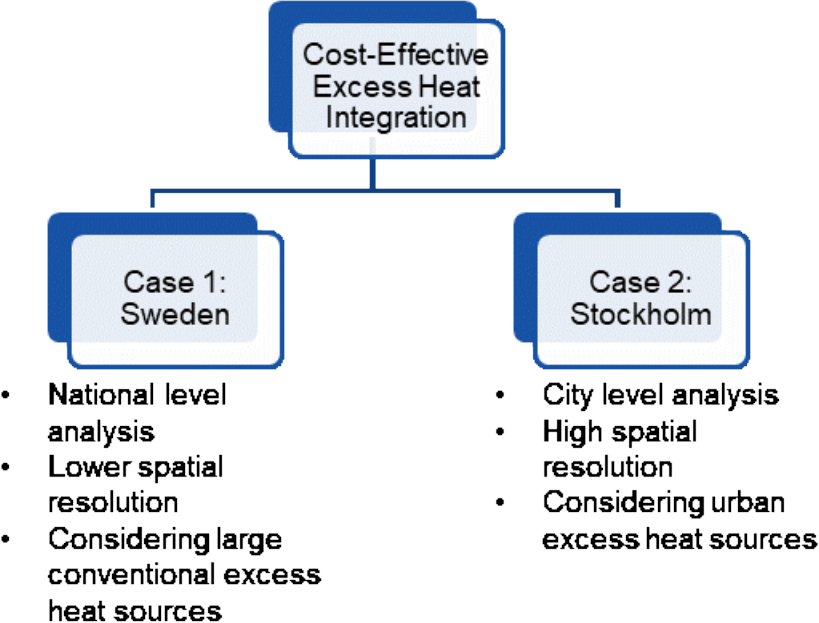 Cost-Effective
Excess Heat
Integration
Case 1:
Sweden
• National level
analysis
• Lower spatial
resolution
• Considering large
conventional excess
heat sources
Case 2:
Stockholm
• City level analysis
• High spatial
resolution
• Considering urban
excess heat sources